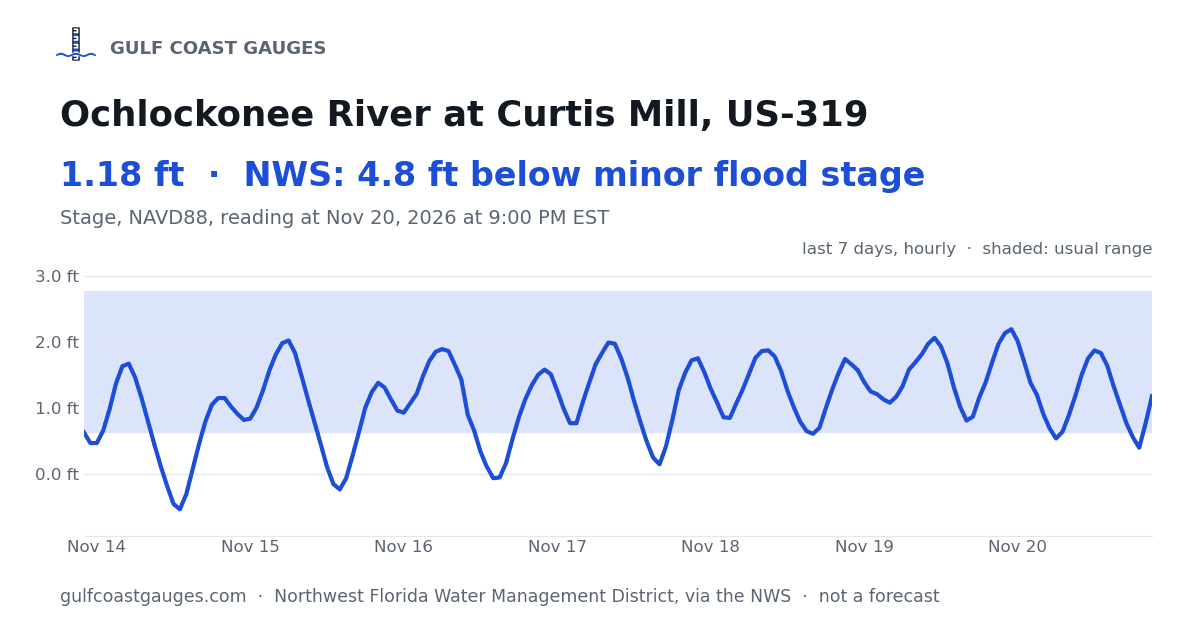 GULF COAST GAUGES
Ochlockonee River at Curtis Mill, US-319
1.18 ft · NWS: 4.8 ft below minor flood stage
Stage, NAVD88, reading at Nov 20, 2026 at 9:00 PM EST
last 7 days, hourly · shaded: usual range
3.0 ft
2.0 ft
1.0 ft
0.0 ft
Nov 14 Nov 15 Nov 16 Nov 17 Nov 18 Nov 19 Nov 20
gulfcoastgauges.com · Northwest Florida Water Management District, via the NWS · not a forecast